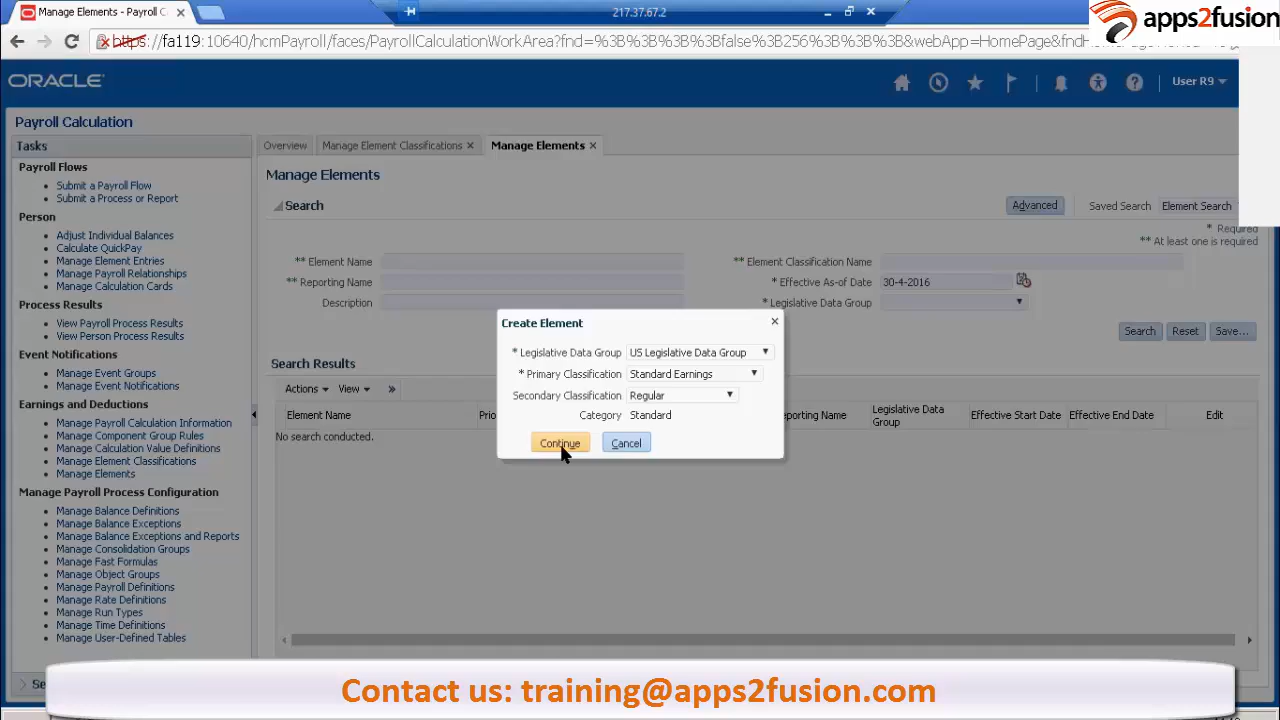 Manage Elements - Payroll C
217.37.67.2
apps2fusion
https://fa119:10640/hcmPayroll/faces/PayrollCalculationWorkArea?fnd=%3B%3B%3B%3Bfalse%3B256%3B%3B%3B&webApp=HomePage&fnd
ORACLE
User R9
Payroll Calculation
Tasks
Payroll Flows
Submit a Payroll Flow
Submit a Process or Report
Person
Adjust Individual Balances
Calculate QuickPay
Manage Element Entries
Manage Payroll Relationships
Manage Calculation Cards
Process Results
View Payroll Process Results
View Person Process Results
Event Notifications
Manage Event Groups
Manage Event Notifications
Earnings and Deductions
Manage Payroll Calculation Information
Manage Component Group Rules
Manage Calculation Value Definitions
Manage Element Classifications
Manage Elements
Manage Payroll Process Configuration
Manage Balance Definitions
Manage Balance Exceptions
Manage Balance Exceptions and Reports
Manage Consolidation Groups
Manage Fast Formulas
Manage Object Groups
Manage Payroll Definitions
Manage Rate Definitions
Manage Run Types
Manage Time Definitions
Manage User-Defined Tables
Overview Manage Element Classifications Manage Elements
Manage Elements
Search
Advanced Saved Search Element Search
* Required
** At least one is required
** Element Name
** Reporting Name
Description
** Element Classification Name
* Effective As-of Date 30-4-2016
* Legislative Data Group
Search Reset Save...
Search Results
Actions View »
Element Name Reporting Name Legislative Data Group Effective Start Date Effective End Date Edit
No search conducted.
Create Element
* Legislative Data Group US Legislative Data Group
* Primary Classification Standard Earnings
Secondary Classification Regular
Category Standard
Continue Cancel
Contact us: training@apps2fusion.com